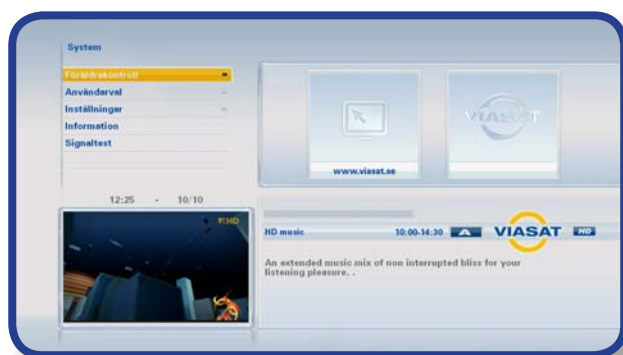 System
Föräldrakontroll
Användarval
Inställningar
Information
Signaltest
VIASAT
www.viasat.se
12:25 - 10/10
HD
HD music 10:00-14:30 A VIASAT HD
An extended music mix of non interrupted bliss for your
listening pleasure. .